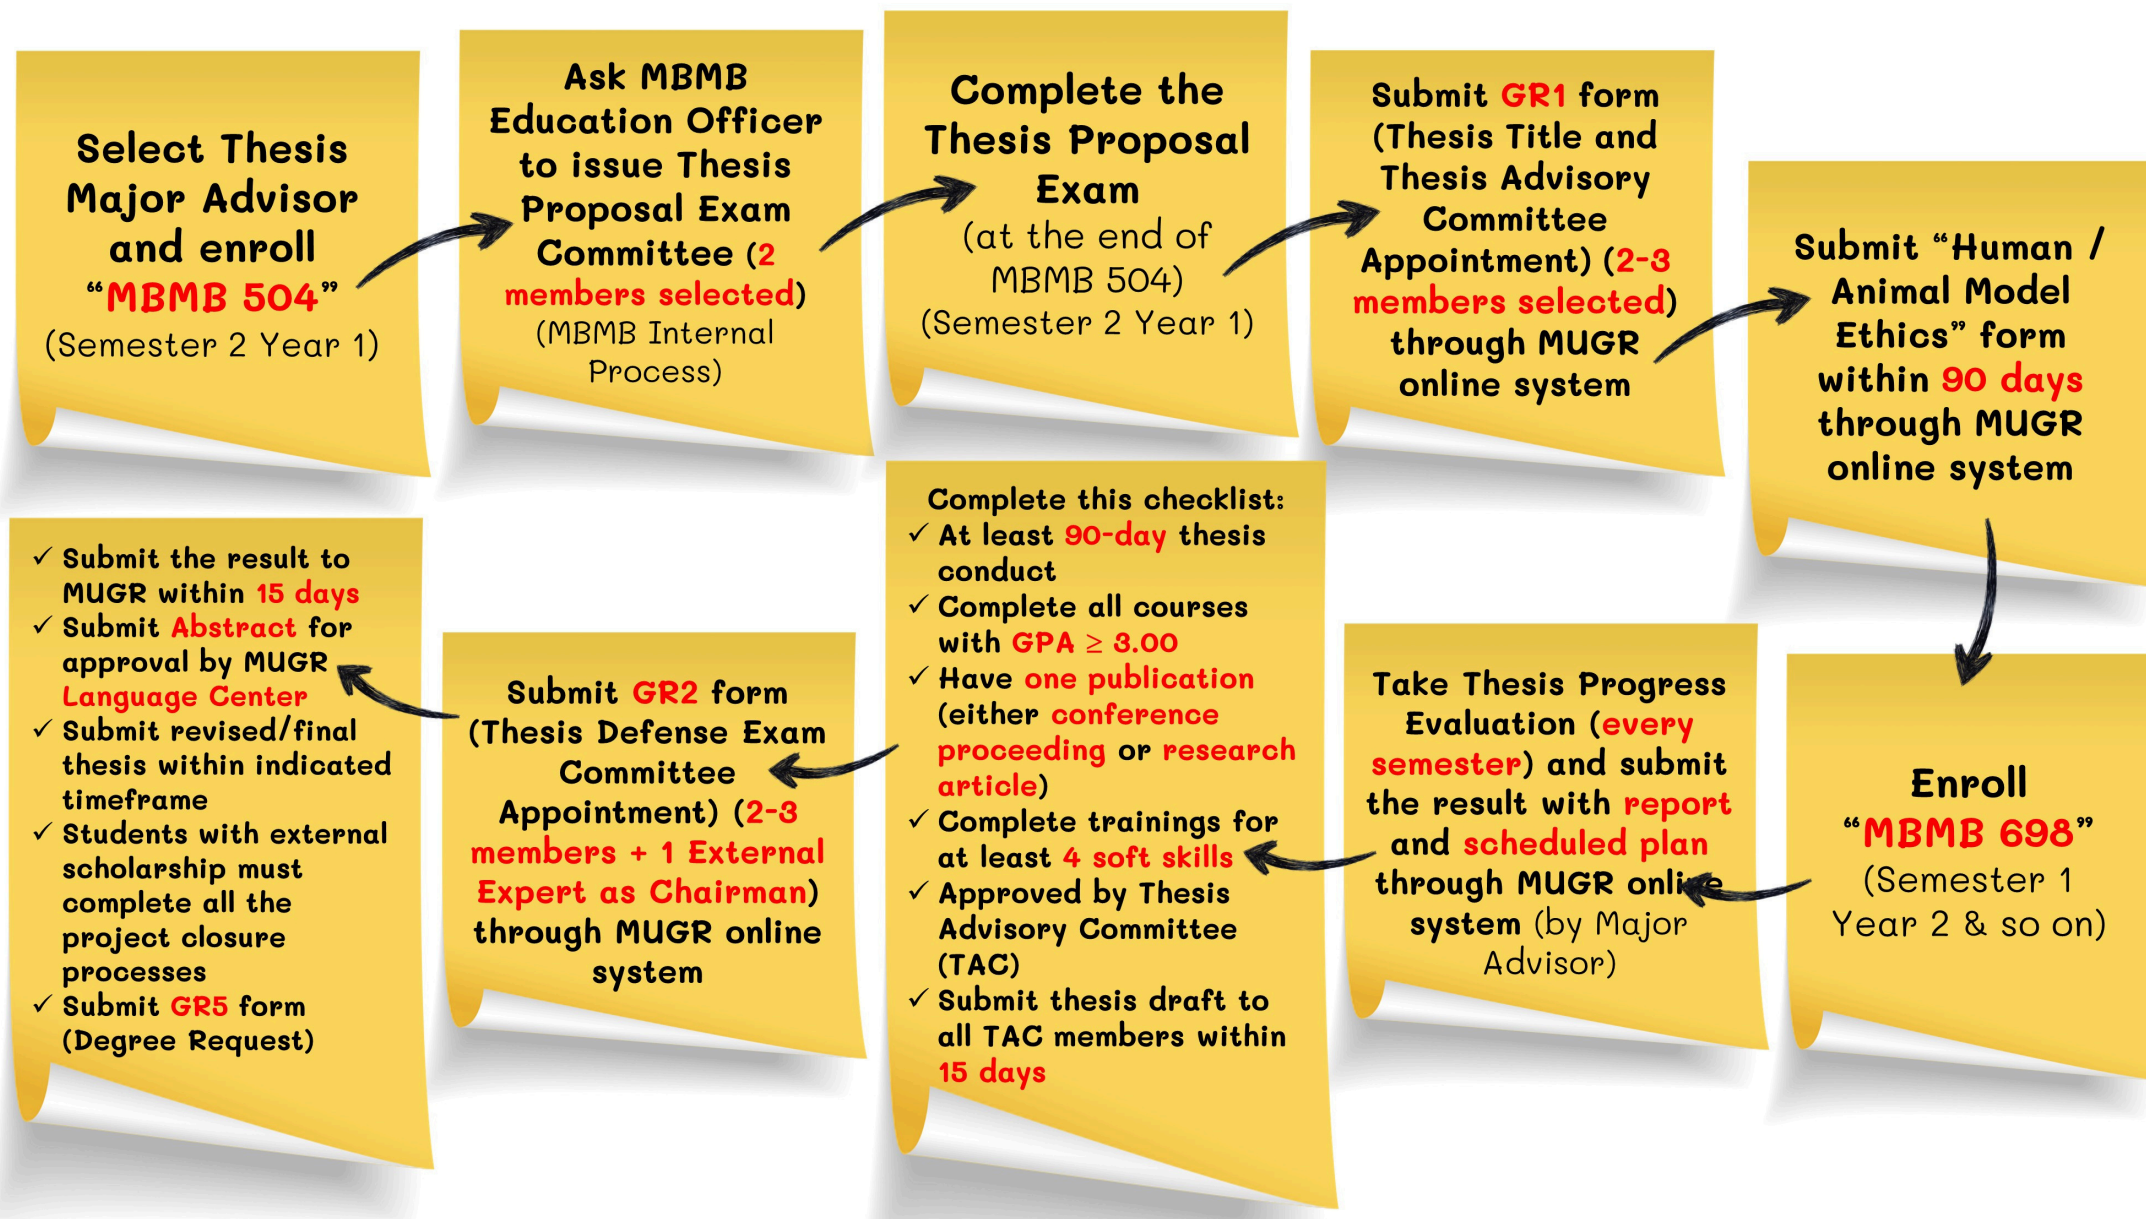 Select Thesis
Major Advisor
and enroll
“MBMB 504”
(Semester 2 Year 1)
Ask MBMB
Education Officer
to issue Thesis
Proposal Exam
Committee (2
members selected)
(MBMB Internal
Process)
Complete the
Thesis Proposal
Exam
(at the end of
MBMB 504)
(Semester 2 Year 1)
Submit GR1 form
(Thesis Title and
Thesis Advisory
Committee
Appointment) (2-3
members selected)
through MUGR
online system
Submit “Human /
Animal Model
Ethics” form
within 90 days
through MUGR
online system
Enroll
“MBMB 698”
(Semester 1
Year 2 & so on)
Take Thesis Progress
Evaluation (every
semester) and submit
the result with report
and scheduled plan
through MUGR online
system (by Major
Advisor)
Complete this checklist:
✓ At least 90-day thesis
conduct
✓ Complete all courses
with GPA ≥ 3.00
✓ Have one publication
(either conference
proceeding or research
article)
✓ Complete trainings for
at least 4 soft skills
✓ Approved by Thesis
Advisory Committee
(TAC)
✓ Submit thesis draft to
all TAC members within
15 days
Submit GR2 form
(Thesis Defense Exam
Committee
Appointment) (2-3
members + 1 External
Expert as Chairman)
through MUGR online
system
✓ Submit the result to
MUGR within 15 days
✓ Submit Abstract for
approval by MUGR
Language Center
✓ Submit revised/final
thesis within indicated
timeframe
✓ Students with external
scholarship must
complete all the
project closure
processes
✓ Submit GR5 form
(Degree Request)